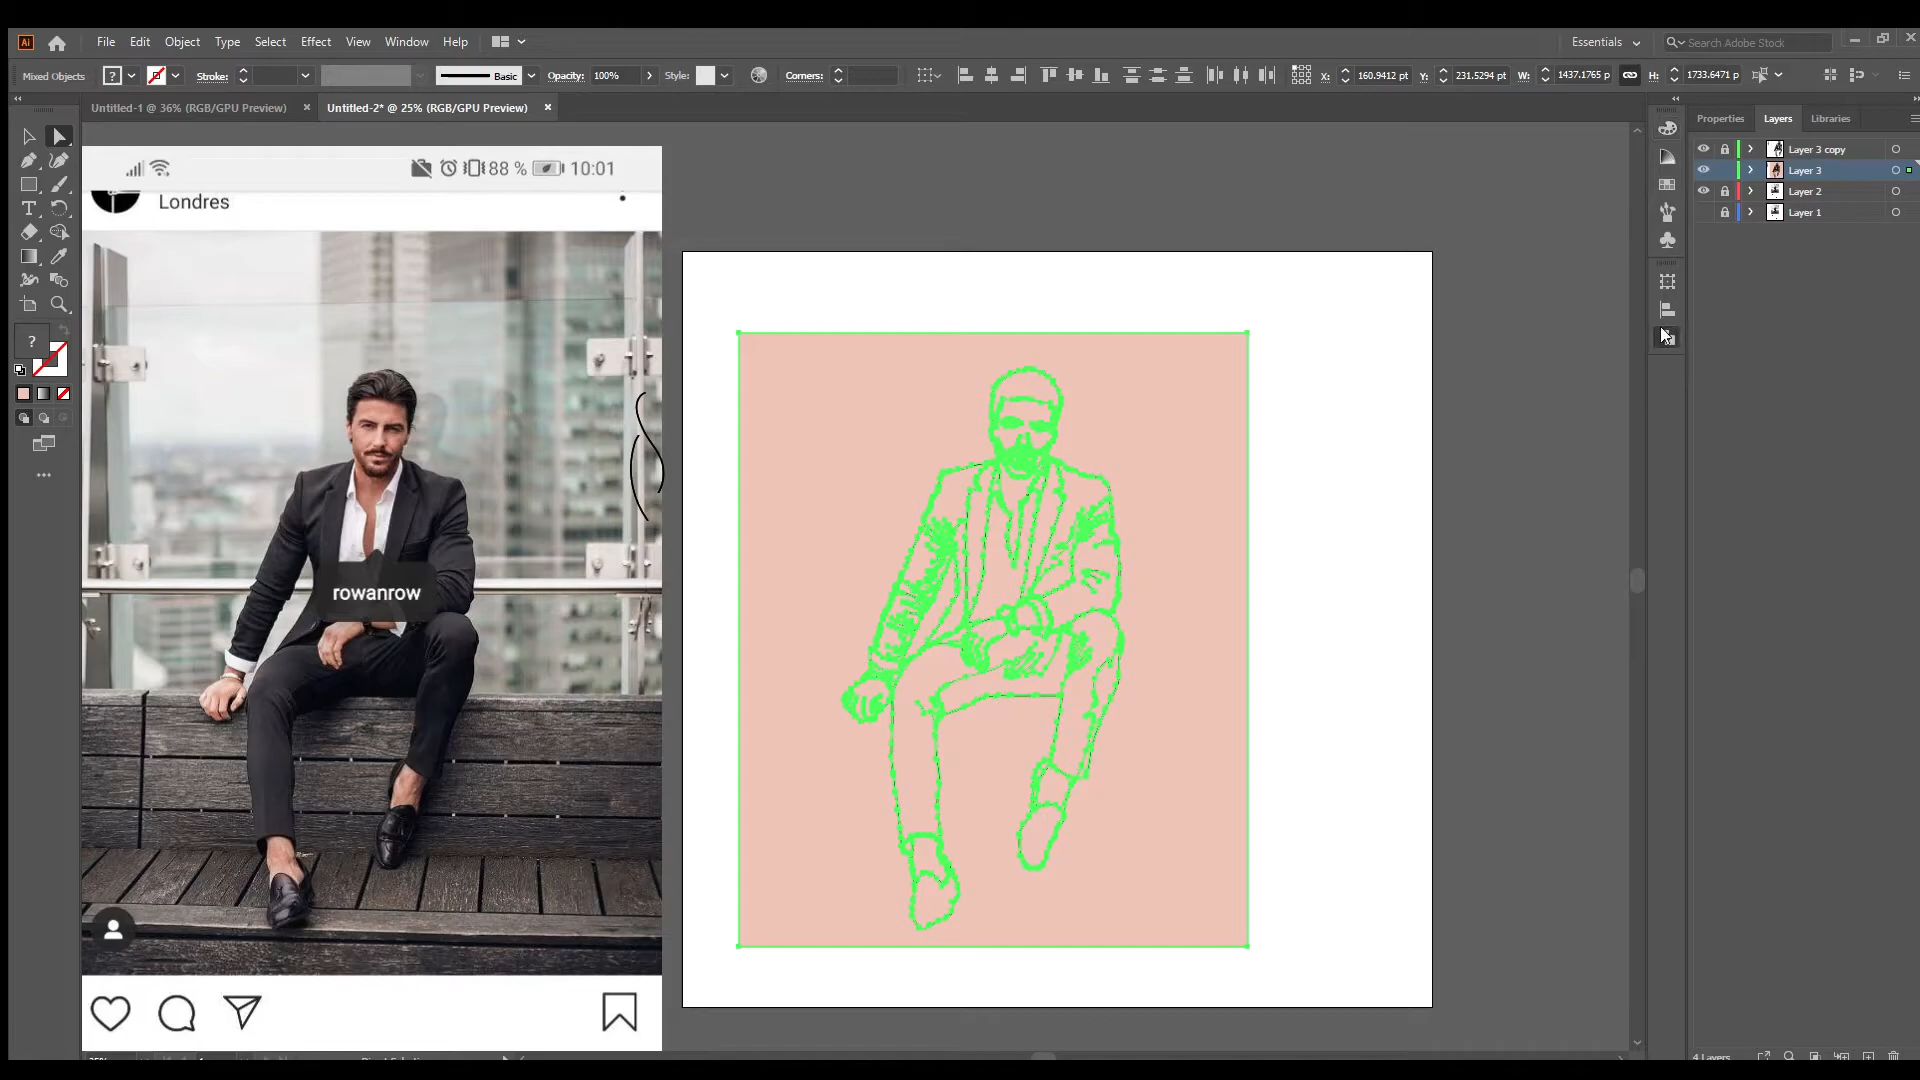 Ai File Edit Object Type Select Effect View Window Help Essentials Search Adobe Stock
Mixed Objects ? Stroke: Basic Opacity: 100% Style: Corners: X: 160.9412 pt Y: 231.5294 pt W: 1437.1765 p H: 1733.6471 p
Untitled-1 @ 36% (RGB/GPU Preview) × Untitled-2* @ 25% (RGB/GPU Preview) ×
Properties Layers Libraries
Layer 3 copy
Layer 3
Layer 2
Layer 1
88 % 10:01
Londres
?
rowanrow
4 Layers